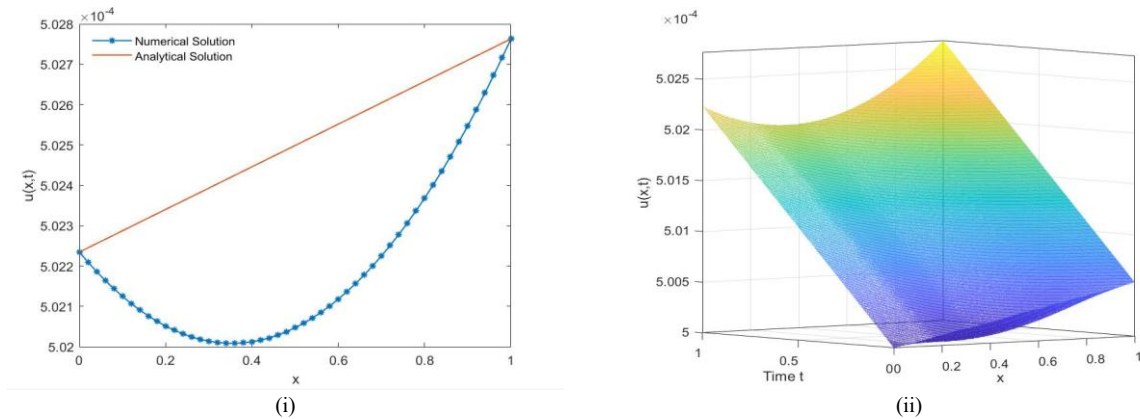 ×10⁻⁴
5.028
5.027
5.026
5.025
5.024
5.023
5.022
5.021
5.02
Numerical Solution
Analytical Solution
u(x,t)
0 0.2 0.4 0.6 0.8 1
x
(i)
×10⁻⁴
5.025
5.02
5.015
5.01
5.005
5
u(x,t)
1 0.5 00 0.2 0.4 0.6 0.8 1
Time t x
(ii)